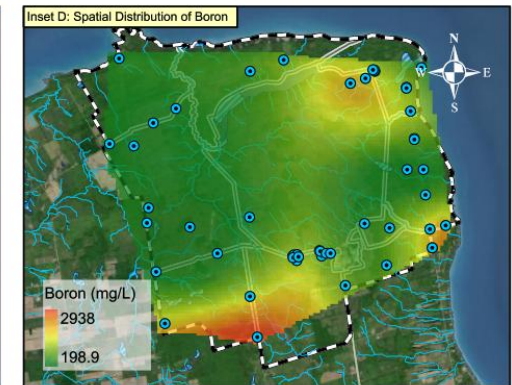 Inset D: Spatial Distribution of Boron
N
W E
S
Boron (mg/L)
2938
198.9